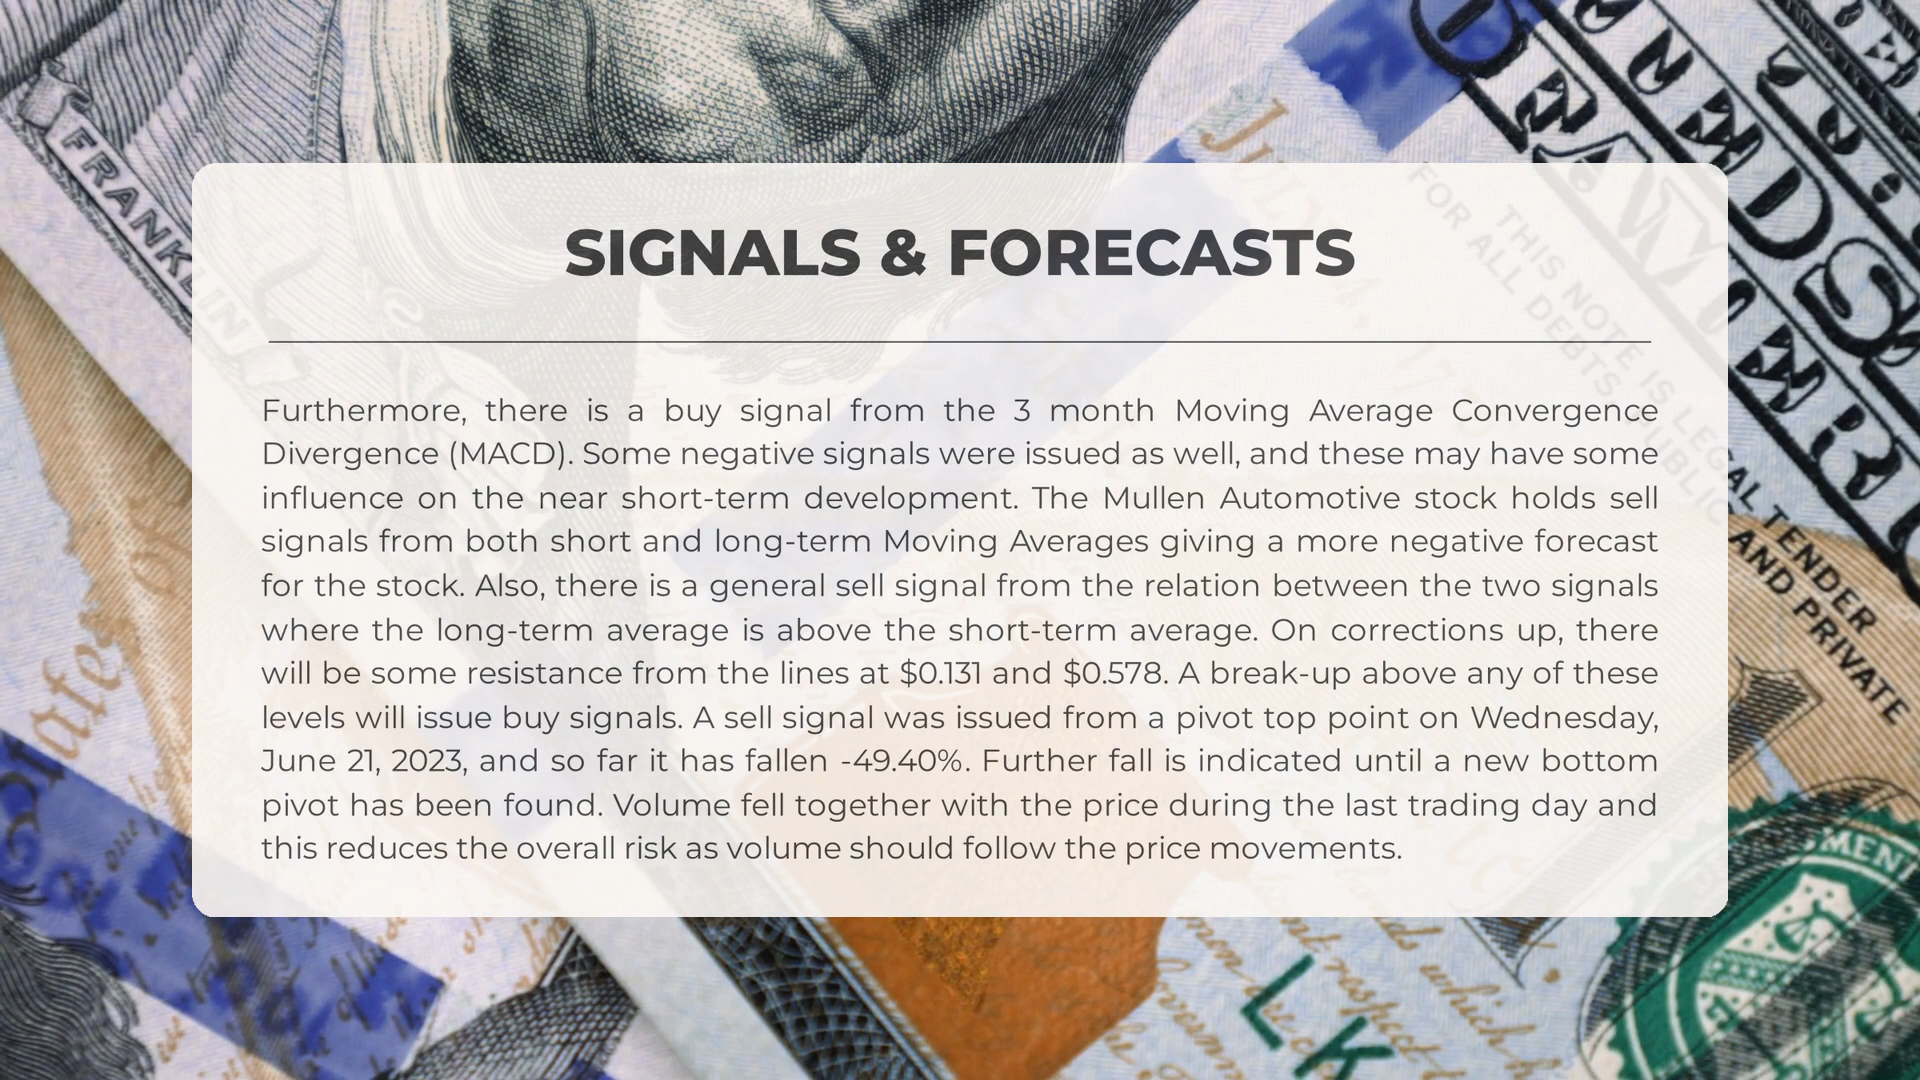 FRANKLIN
JULY 4, 17
THIS NOTE IS LEGAL TENDER
FOR ALL DEBTS, PUBLIC AND PRIVATE
SIGNALS & FORECASTS
Furthermore, there is a buy signal from the 3 month Moving Average Convergence
Divergence (MACD). Some negative signals were issued as well, and these may have some
influence on the near short-term development. The Mullen Automotive stock holds sell
signals from both short and long-term Moving Averages giving a more negative forecast
for the stock. Also, there is a general sell signal from the relation between the two signals
where the long-term average is above the short-term average. On corrections up, there
will be some resistance from the lines at $0.131 and $0.578. A break-up above any of these
levels will issue buy signals. A sell signal was issued from a pivot top point on Wednesday,
June 21, 2023, and so far it has fallen -49.40%. Further fall is indicated until a new bottom
pivot has been found. Volume fell together with the price during the last trading day and
this reduces the overall risk as volume should follow the price movements.
LK